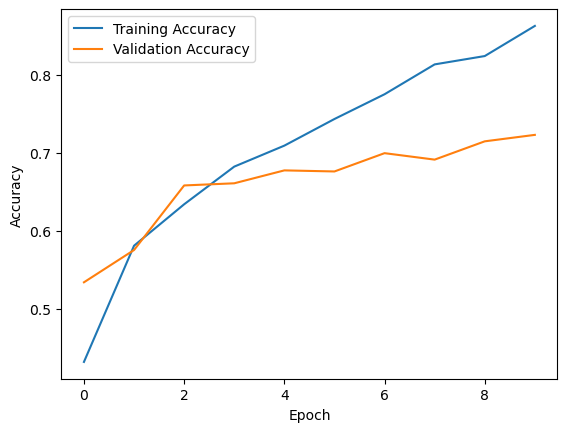 Training Accuracy
Validation Accuracy
0.8
0.7
0.6
0.5
Accuracy
0 2 4 6 8
Epoch